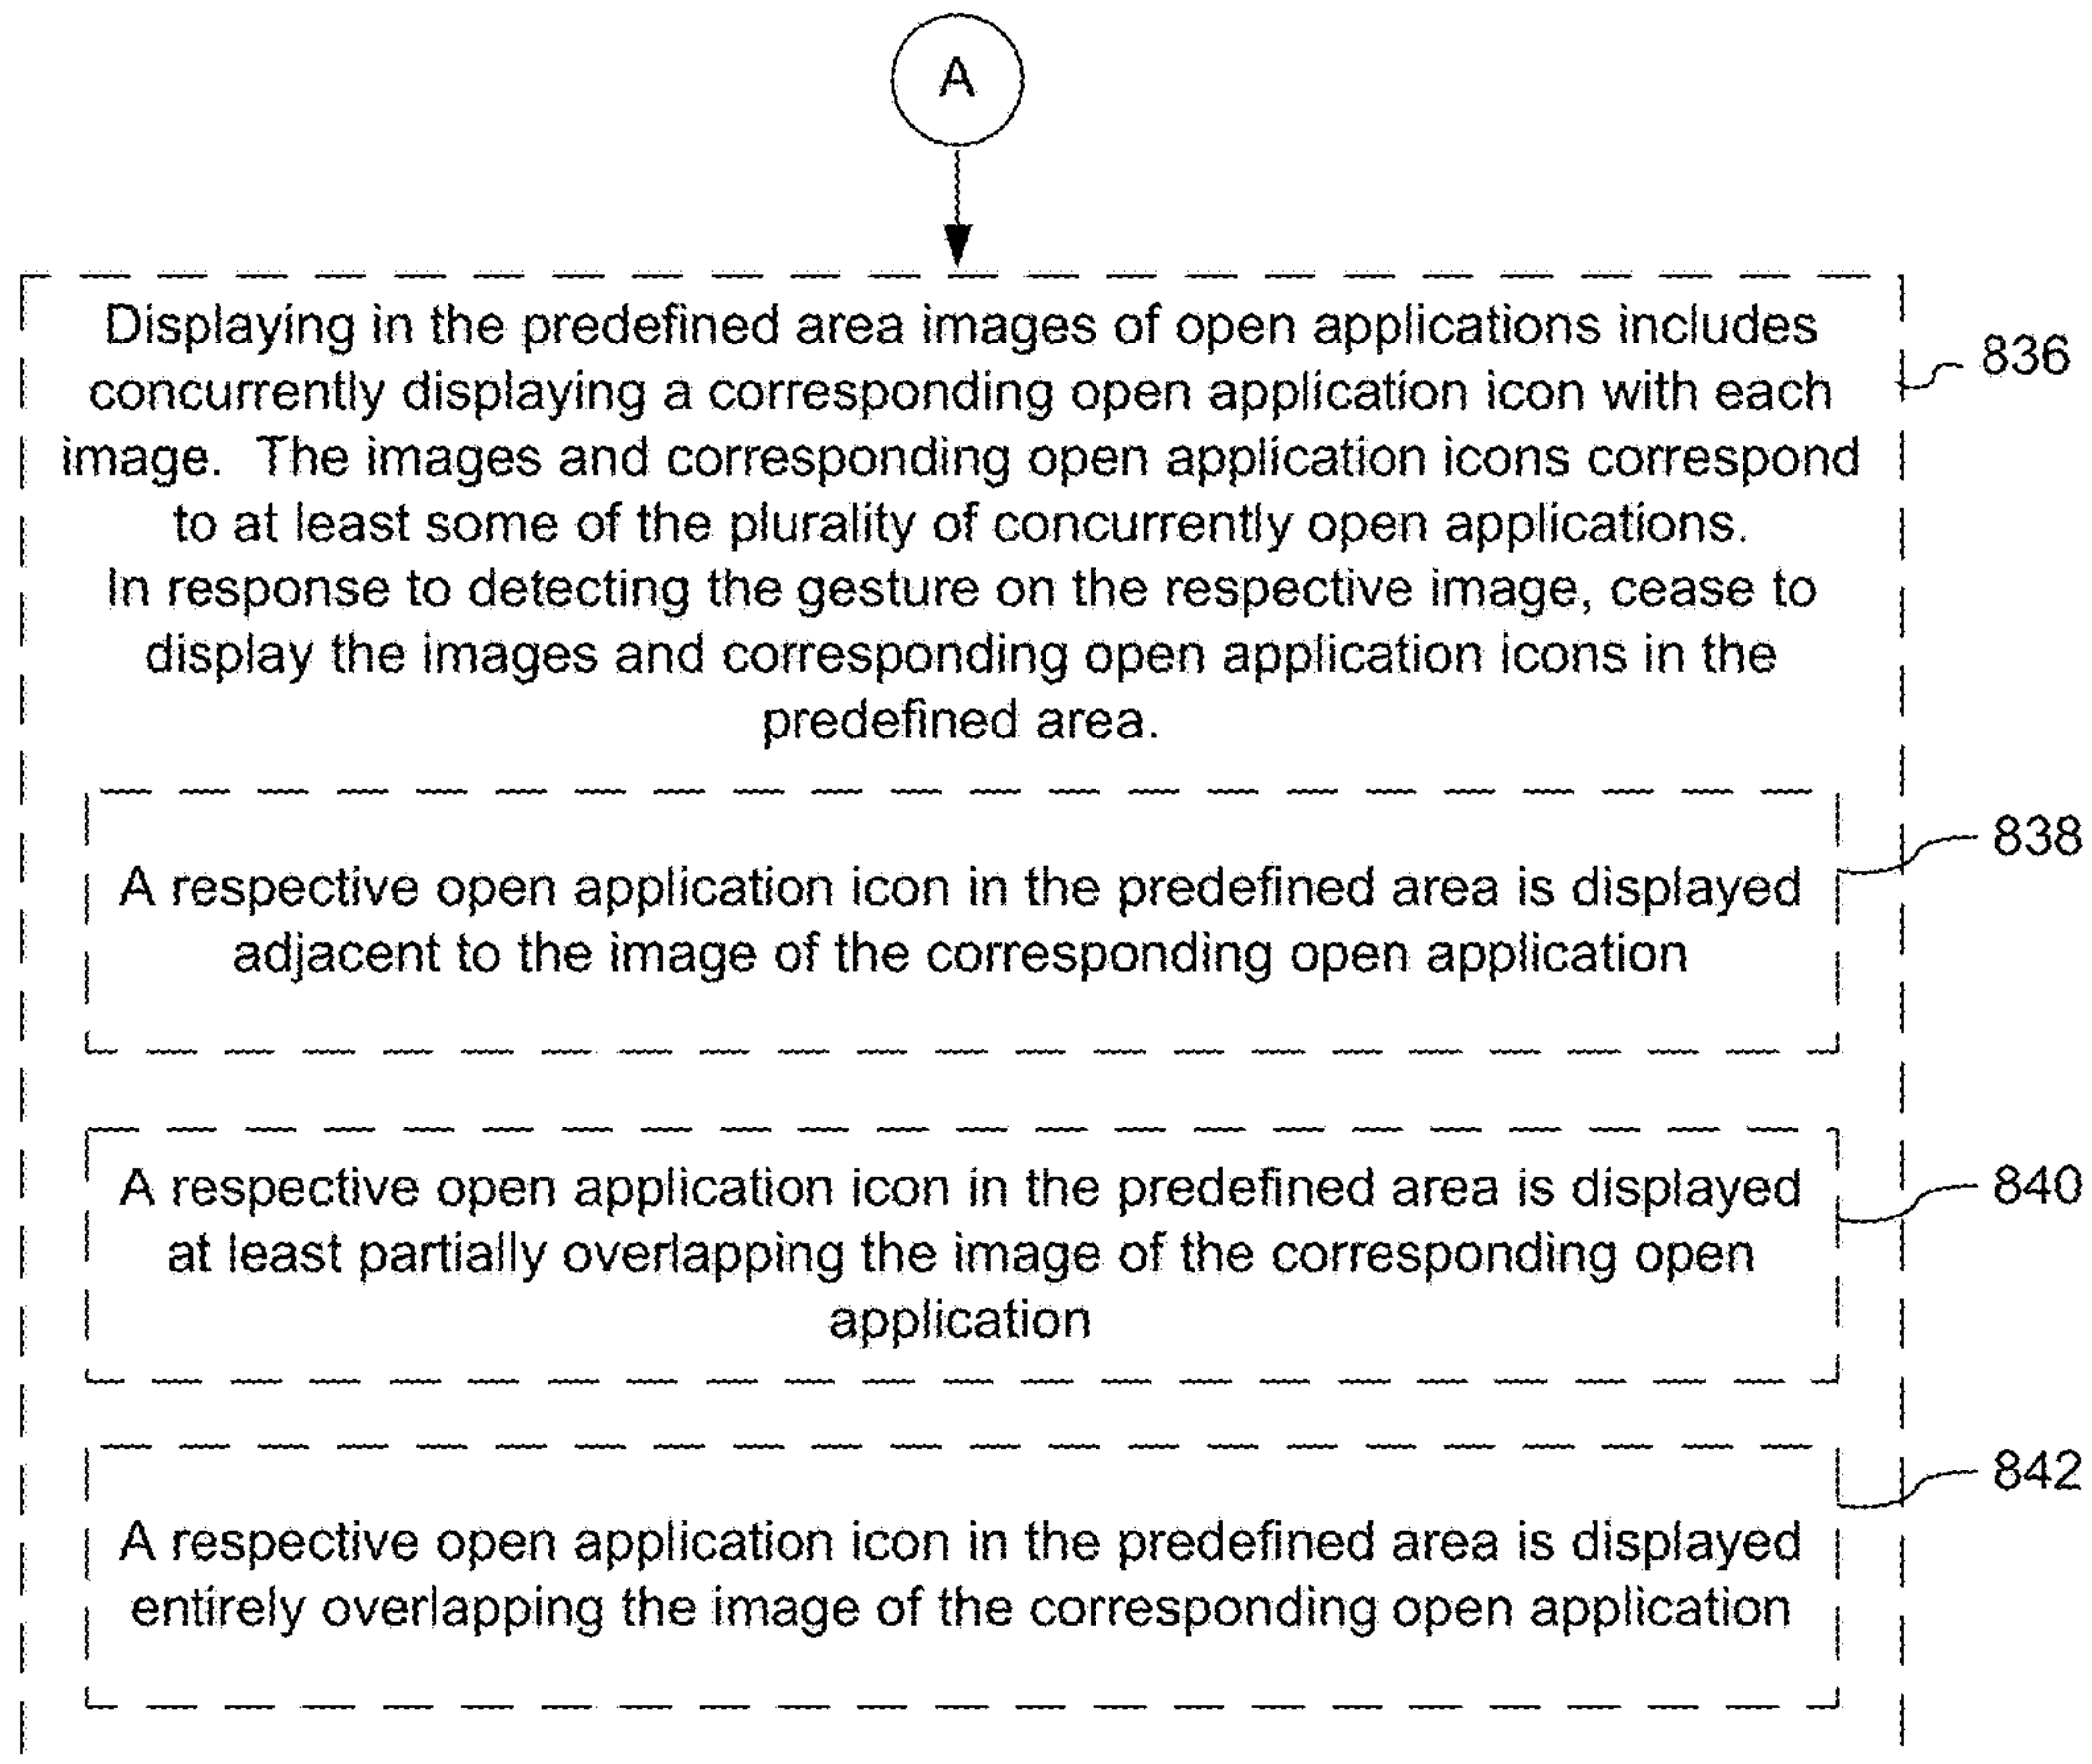 A
Displaying in the predefined area images of open applications includes
concurrently displaying a corresponding open application icon with each
image.  The images and corresponding open application icons correspond
to at least some of the plurality of concurrently open applications.
In response to detecting the gesture on the respective image, cease to
display the images and corresponding open application icons in the
predefined area.
836
A respective open application icon in the predefined area is displayed
adjacent to the image of the corresponding open application
838
A respective open application icon in the predefined area is displayed
at least partially overlapping the image of the corresponding open
application
840
A respective open application icon in the predefined area is displayed
entirely overlapping the image of the corresponding open application
842